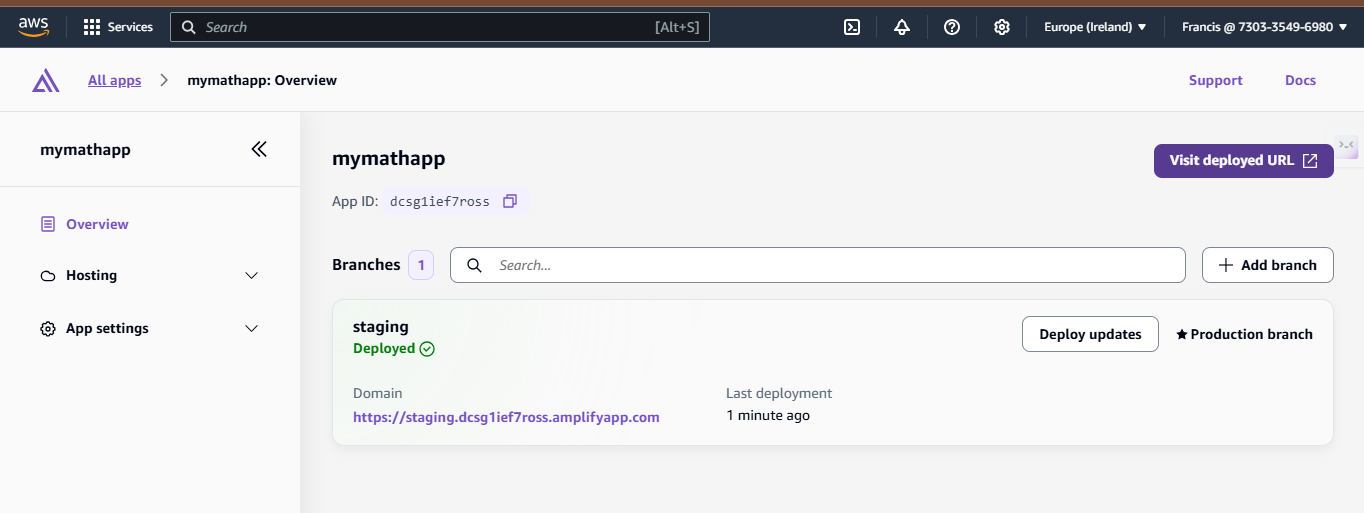 aws Services Search [Alt+S] Europe (Ireland) Francis @ 7303-3549-6980
All apps mymathapp: Overview Support Docs
mymathapp
Overview
Hosting
App settings
mymathapp Visit deployed URL
App ID: dcsg1ief7ross
Branches 1 Search... Add branch
staging
Deployed
Deploy updates Production branch
Domain Last deployment
https://staging.dcsg1ief7ross.amplifyapp.com 1 minute ago